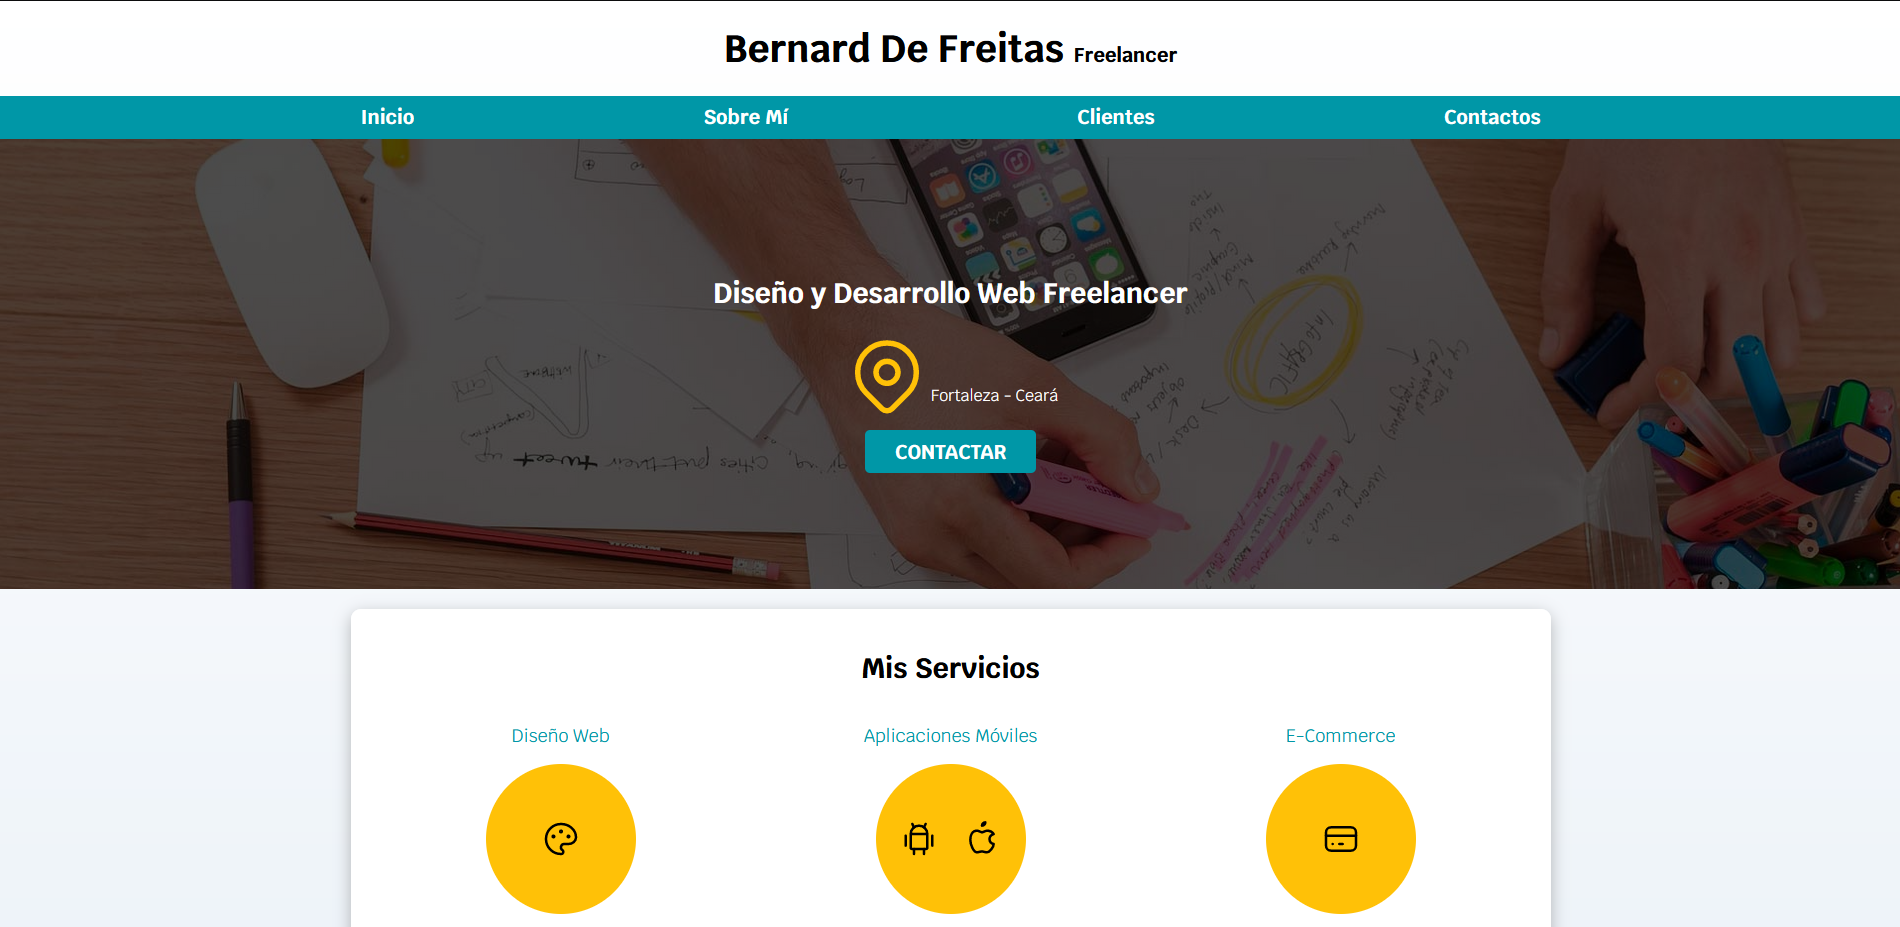 Bernard De Freitas Freelancer
Inicio Sobre Mí Clientes Contactos
Diseño y Desarrollo Web Freelancer
Fortaleza - Ceará
CONTACTAR
Mis Servicios
Diseño Web Aplicaciones Móviles E-Commerce